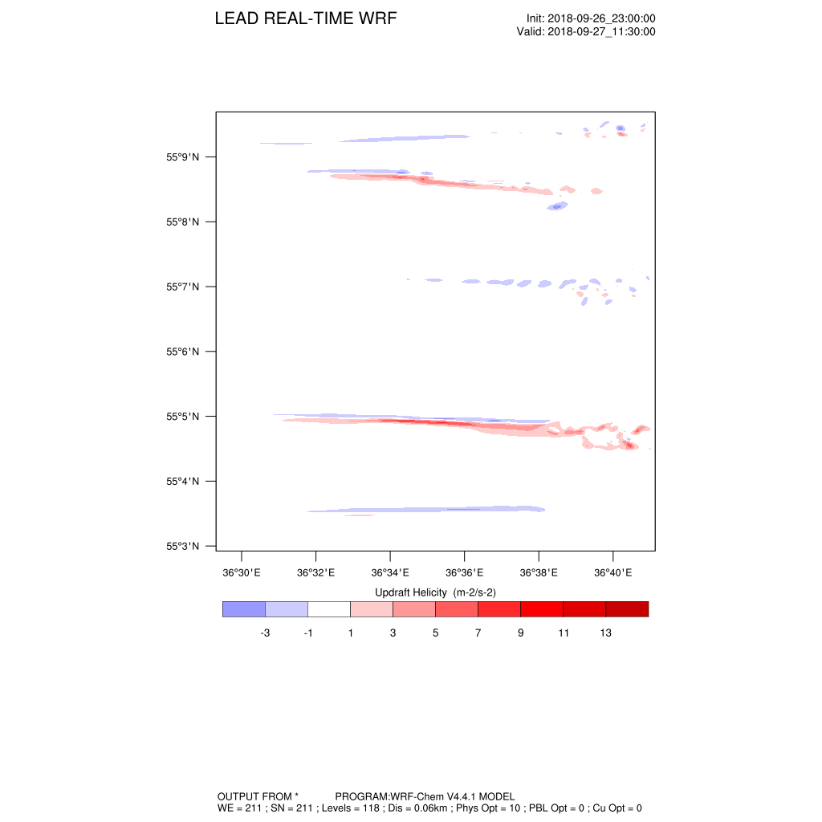 LEAD REAL-TIME WRF
Init: 2018-09-26_23:00:00
Valid: 2018-09-27_11:30:00
55°9'N
55°8'N
55°7'N
55°6'N
55°5'N
55°4'N
55°3'N
36°30'E 36°32'E 36°34'E 36°36'E 36°38'E 36°40'E
Updraft Helicity (m-2/s-2)
-3 -1 1 3 5 7 9 11 13
OUTPUT FROM * PROGRAM:WRF-Chem V4.4.1 MODEL
WE = 211 ; SN = 211 ; Levels = 118 ; Dis = 0.06km ; Phys Opt = 10 ; PBL Opt = 0 ; Cu Opt = 0